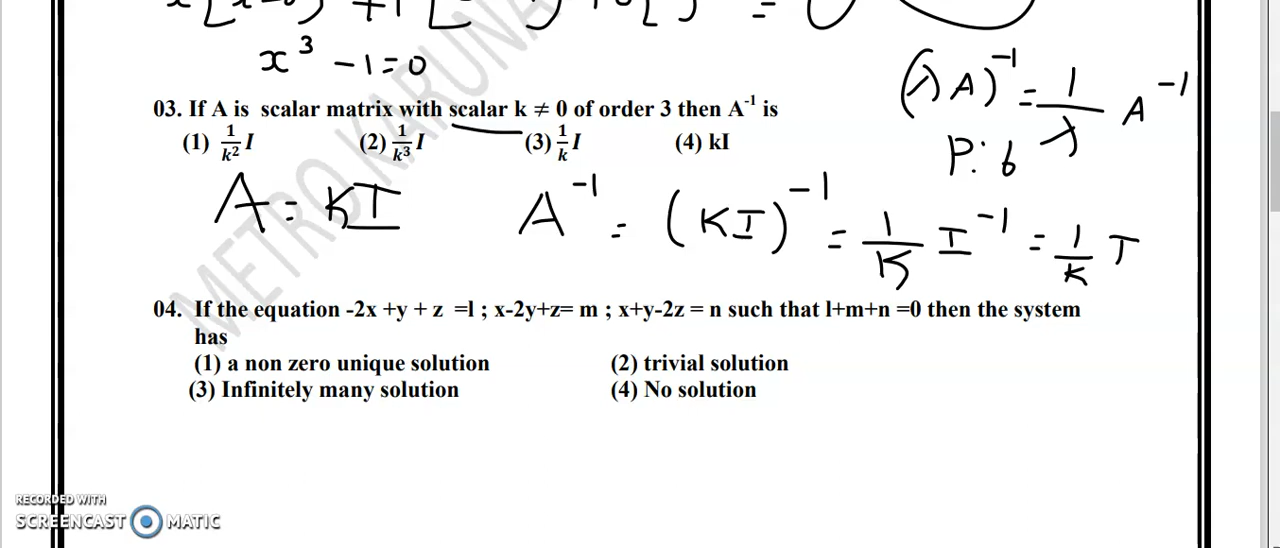 x³ - 1 = 0
(λA)⁻¹ = 1/λ A⁻¹
P: 6
03. If A is scalar matrix with scalar k ≠ 0 of order 3 then A⁻¹ is
(1) 1/k² I (2) 1/k³ I (3) 1/k I (4) kI
A = KI A⁻¹ = (KI)⁻¹ = 1/K I⁻¹ = 1/K I
04. If the equation -2x +y + z =l ; x-2y+z= m ; x+y-2z = n such that l+m+n =0 then the system
has
(1) a non zero unique solution (2) trivial solution
(3) Infinitely many solution (4) No solution
METRO KARUNA
RECORDED WITH
SCREENCAST MATIC